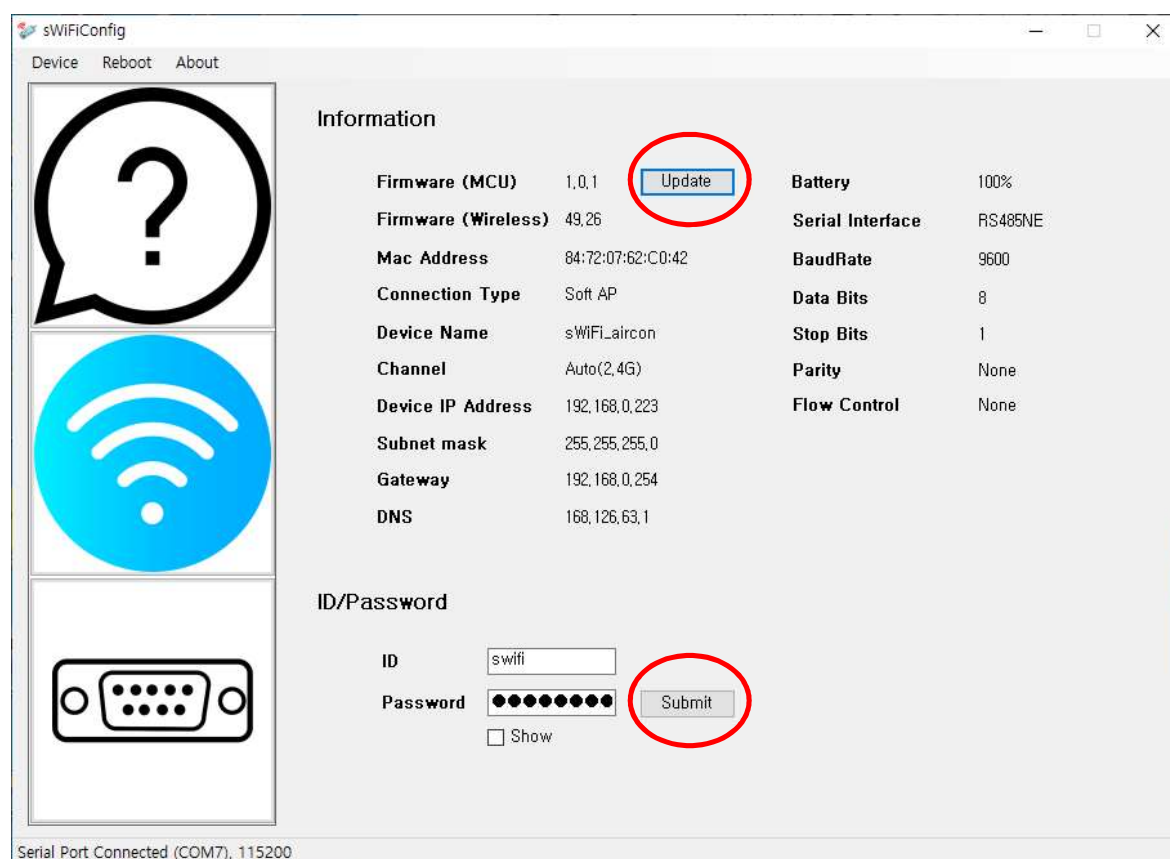 sWiFiConfig
Device Reboot About
Information
Firmware (MCU) 1,0,1 Update Battery 100%
Firmware (Wireless) 49,26 Serial Interface RS485NE
Mac Address 84:72:07:62:C0:42 BaudRate 9600
Connection Type Soft AP Data Bits 8
Device Name sWiFi_aircon Stop Bits 1
Channel Auto(2,4G) Parity None
Device IP Address 192,168,0,223 Flow Control None
Subnet mask 255,255,255,0
Gateway 192,168,0,254
DNS 168,126,63,1
ID/Password
ID swifi
Password ●●●●●●●● Submit
Show
Serial Port Connected (COM7), 115200